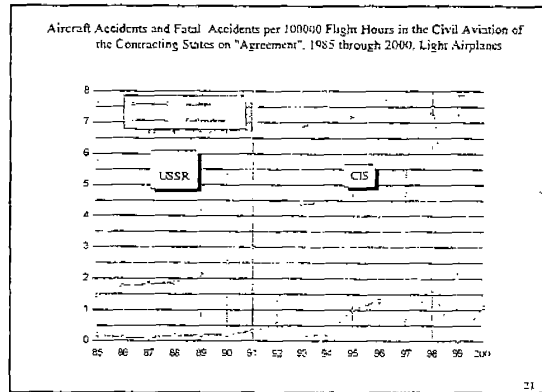 Aircraft Accidents and Fatal Accidents per 100000 Flight Hours in the Civil Aviation of
the Contracting States on "Agreement", 1985 through 2000, Light Airplanes
8
7
6
USSR
CIS
5
4
3
2
1
0
85 86 87 88 89 90 91 92 93 94 95 96 97 98 99 200
21